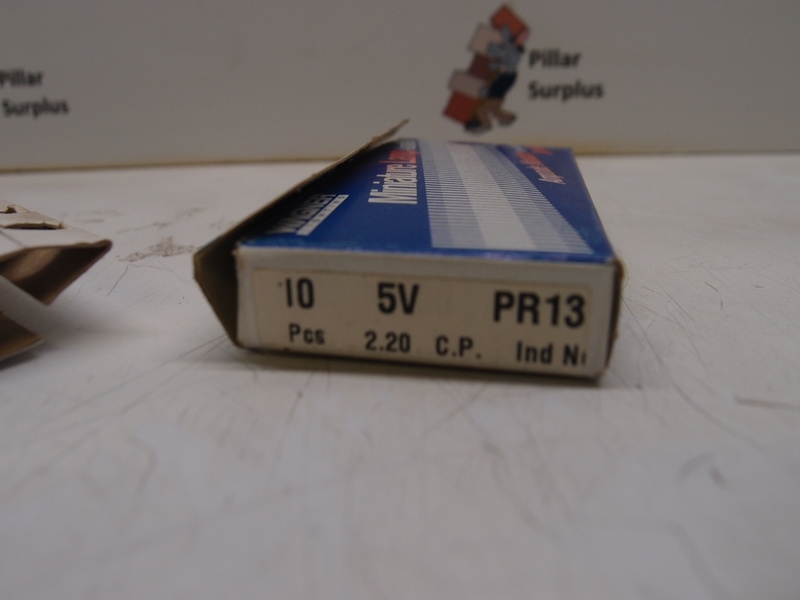 Pillar
Surplus
Pillar
Surplus
Miniature
10 5V PR13
Pcs 2.20 C.P. Ind